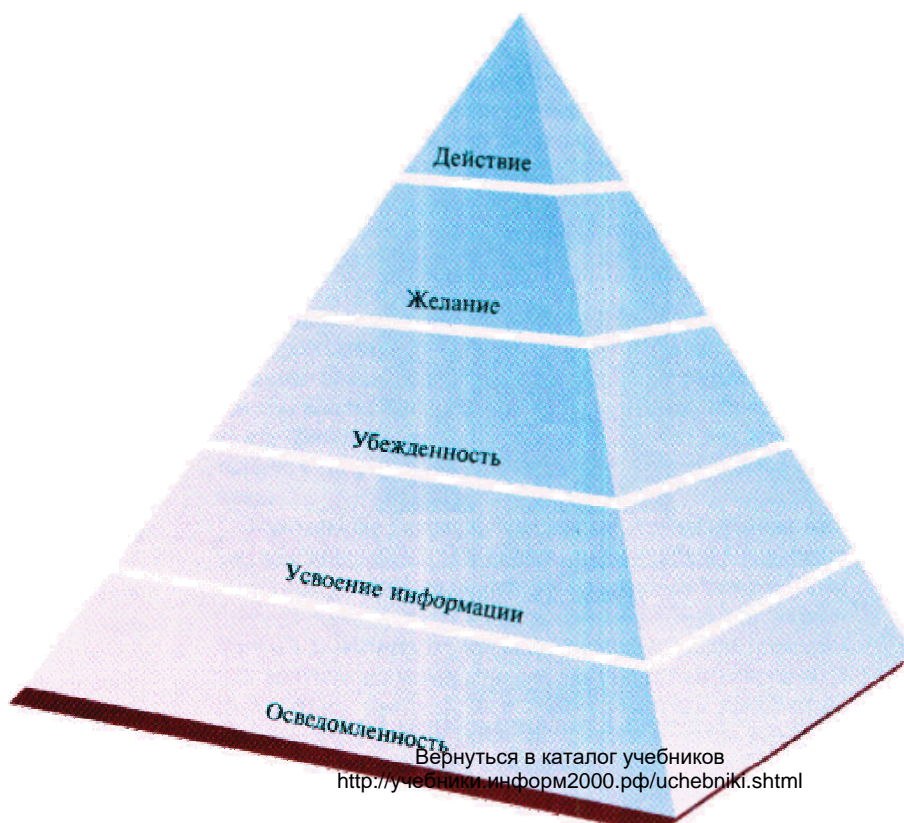 Действие
Желание
Убежденность
Усвоение информации
Осведомленность
Вернуться в каталог учебников
http://учебники.информ2000.рф/uchebniki.shtml